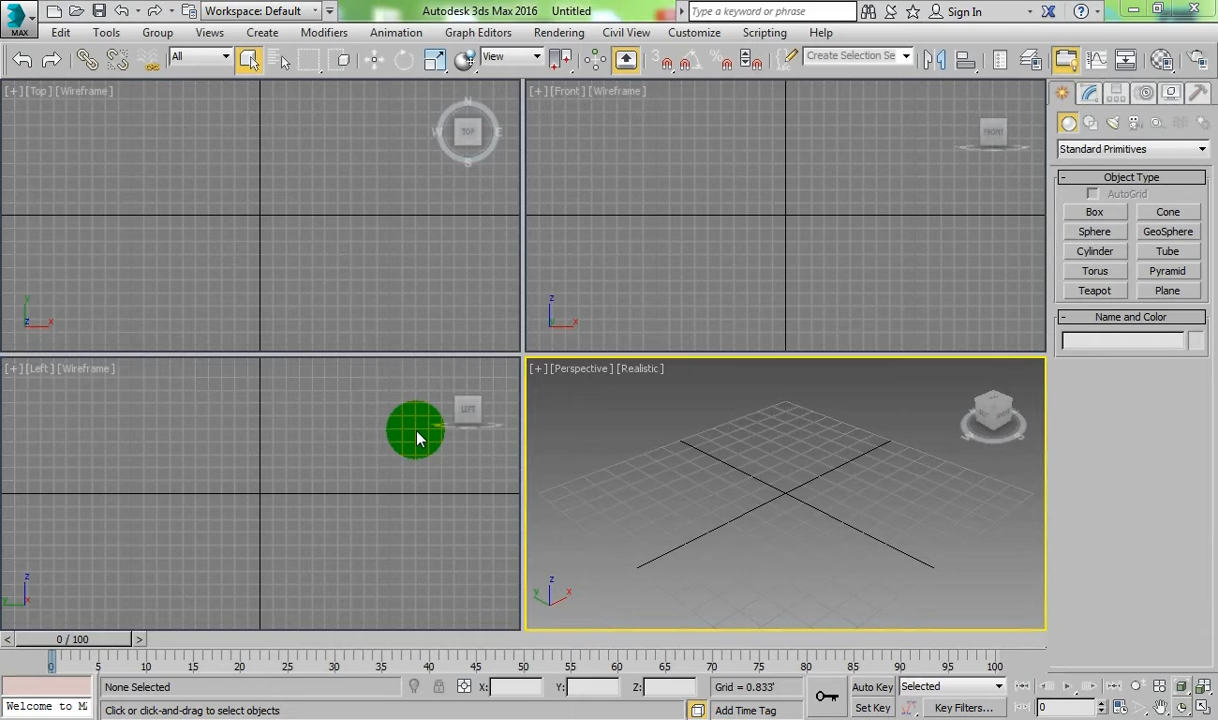 Workspace: Default
Autodesk 3ds Max 2016 Untitled
Type a keyword or phrase
Sign In
MAX
Edit Tools Group Views Create Modifiers Animation Graph Editors Rendering Civil View Customize Scripting Help
All
View
3
%
Create Selection Se
[+] [Top] [Wireframe]
N
W TOP E
S
[+] [Front] [Wireframe]
FRONT
Standard Primitives
- Object Type
AutoGrid
Box Cone
Sphere GeoSphere
Cylinder Tube
Torus Pyramid
Teapot Plane
- Name and Color
y
z x
z
y x
[+] [Left] [Wireframe]
LEFT
z
y x
[+] [Perspective] [Realistic]
z
y x
< 0 / 100 >
0 5 10 15 20 25 30 35 40 45 50 55 60 65 70 75 80 85 90 95 100
None Selected
X: Y: Z:
Grid = 0.833'
Auto Key
Selected
Welcome to M
Click or click-and-drag to select objects
Add Time Tag
Set Key
Key Filters...
0